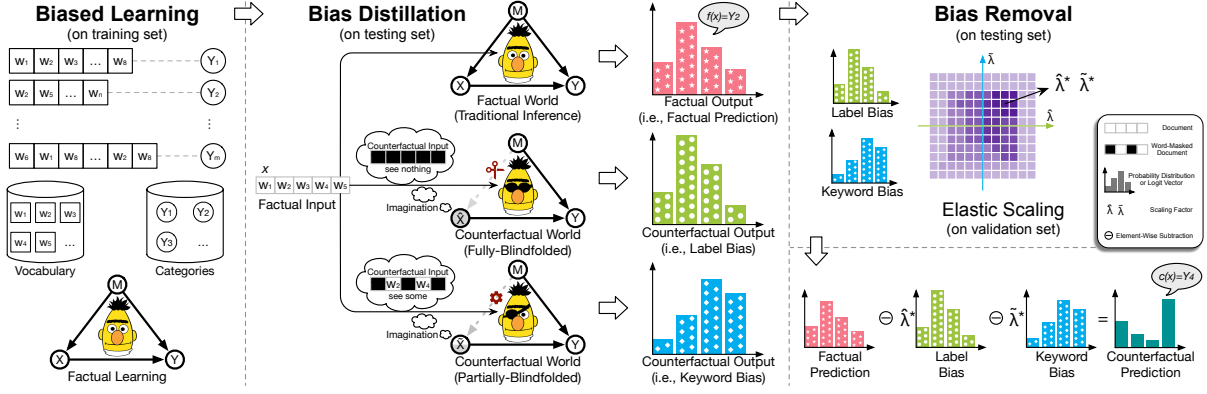 Biased Learning
(on training set)
W₁ W₂ W₃ ... W₈ Y₁
W₂ W₅ ... Wₙ Y₂
W₆ W₁ W₈ ... W₂ W₈ Yₘ
W₁ W₂ W₃
W₄ W₅ ...
Vocabulary
Y₁ Y₂
Y₃ ...
Categories
M
X
Y
Factual Learning
Bias Distillation
(on testing set)
x
W₁ W₂ W₃ W₄ W₅
Factual Input
M
X
Y
Factual World
(Traditional Inference)
Counterfactual Input
see nothing
Imagination
M
X̂
Y
Counterfactual World
(Fully-Blindfolded)
Counterfactual Input
W₂ W₄
see some
Imagination
M
X̃
Y
Counterfactual World
(Partially-Blindfolded)
f(x)=Y₂
Factual Output
(i.e., Factual Prediction)
Counterfactual Output
(i.e., Label Bias)
Counterfactual Output
(i.e., Keyword Bias)
Bias Removal
(on testing set)
Label Bias
Keyword Bias
λ̃
λ̂
λ̂* λ̃*
Elastic Scaling
(on validation set)
Document
Word-Masked
Document
Probability Distribution
or Logit Vector
λ̂ λ̃ Scaling Factor
⊖ Element-Wise Subtraction
c(x)=Y₄
⊖ λ̂* ⊖ λ̃* =
Factual
Prediction
Label
Bias
Keyword
Bias
Counterfactual
Prediction